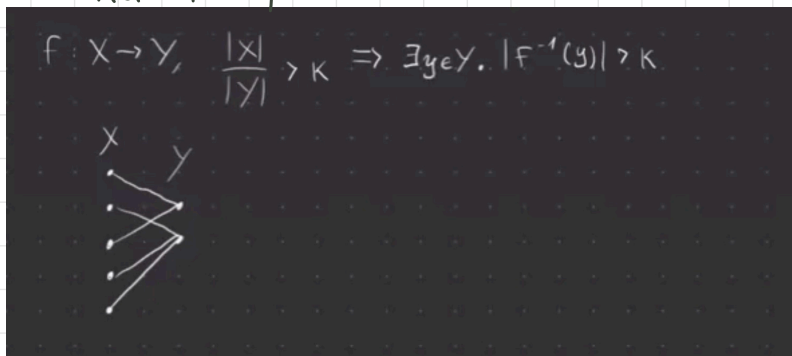 f : X → Y, |X| / |Y| > K ⇒ ∃y∈Y. |f⁻¹(y)| > K
X
Y